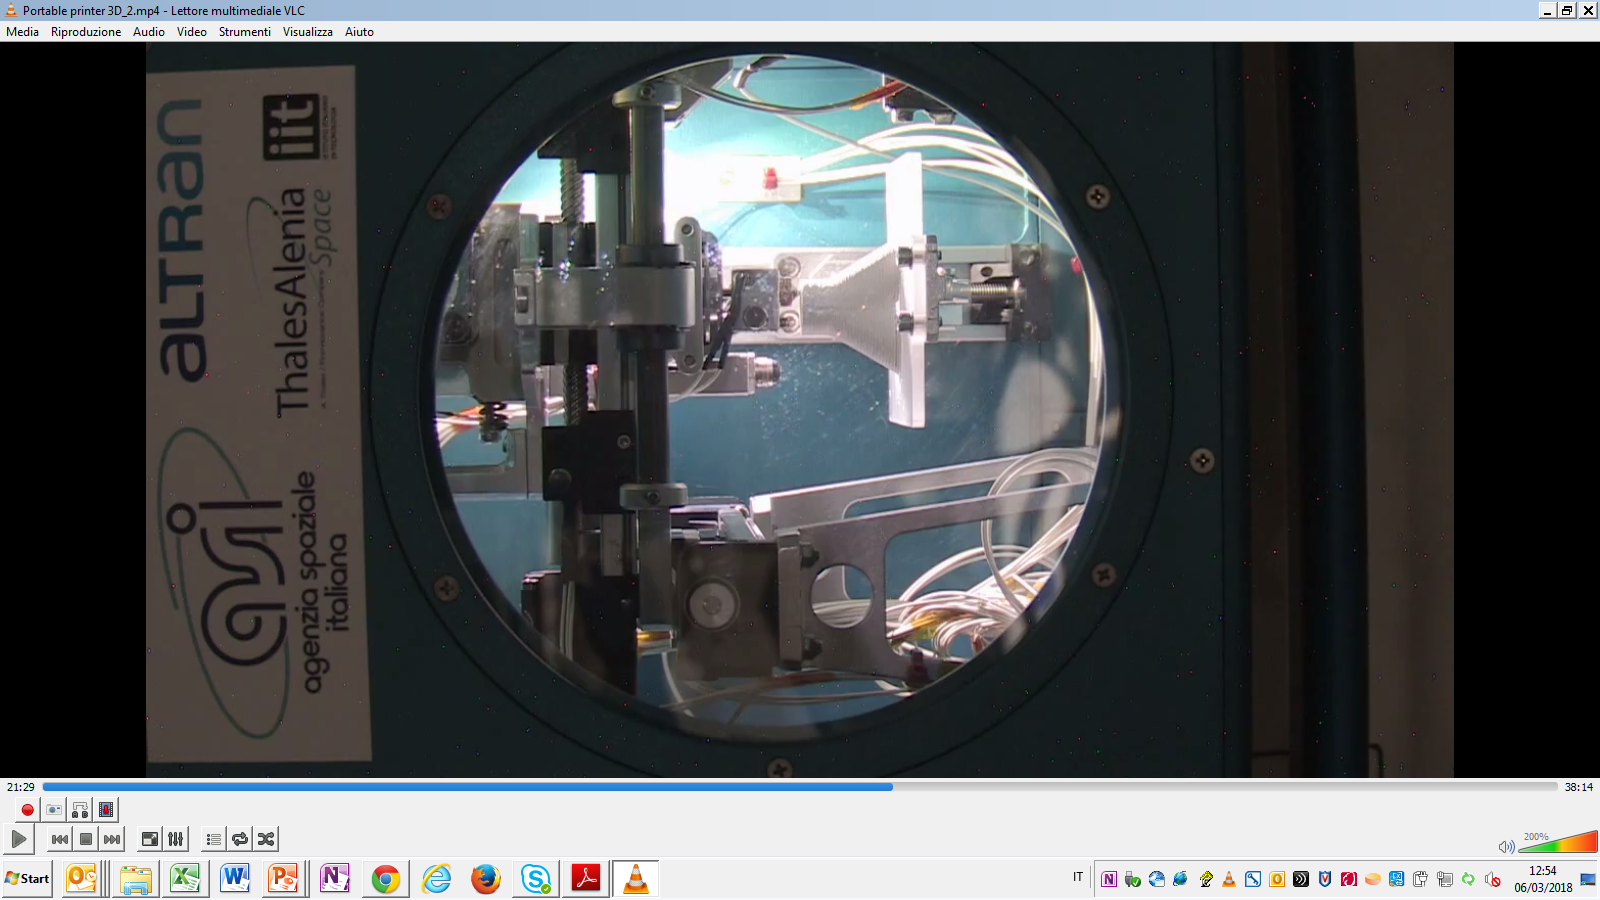 Portable printer 3D_2.mp4 - Lettore multimediale VLC
Media Riproduzione Audio Video Strumenti Visualizza Aiuto
aLTRan
iit
ThalesAlenia
Space
asi
agenzia spaziale
italiana
21:29
38:14
200%
Start
IT
12:54
06/03/2018